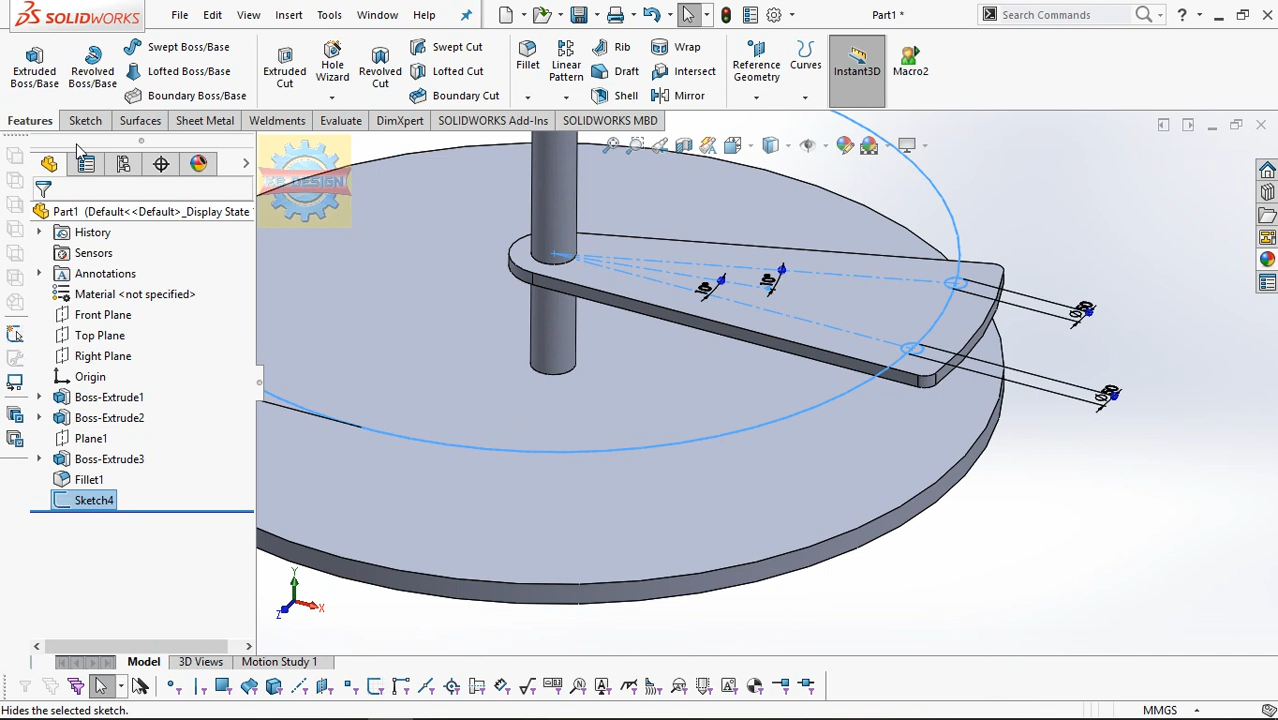 SOLIDWORKS
File
Edit
View
Insert
Tools
Window
Help
Part1 *
Search Commands
Extruded Boss/Base
Revolved Boss/Base
Swept Boss/Base
Lofted Boss/Base
Boundary Boss/Base
Extruded Cut
Hole Wizard
Revolved Cut
Swept Cut
Lofted Cut
Boundary Cut
Fillet
Linear Pattern
Rib
Draft
Shell
Wrap
Intersect
Mirror
Reference Geometry
Curves
Instant3D
Macro2
Features
Sketch
Surfaces
Sheet Metal
Weldments
Evaluate
DimXpert
SOLIDWORKS Add-Ins
SOLIDWORKS MBD
Part1 (Default<<Default>_Display State
History
Sensors
Annotations
Material <not specified>
Front Plane
Top Plane
Right Plane
Origin
Boss-Extrude1
Boss-Extrude2
Plane1
Boss-Extrude3
Fillet1
Sketch4
10°
10°
Y
X
Z
Model
3D Views
Motion Study 1
Hides the selected sketch.
MMGS